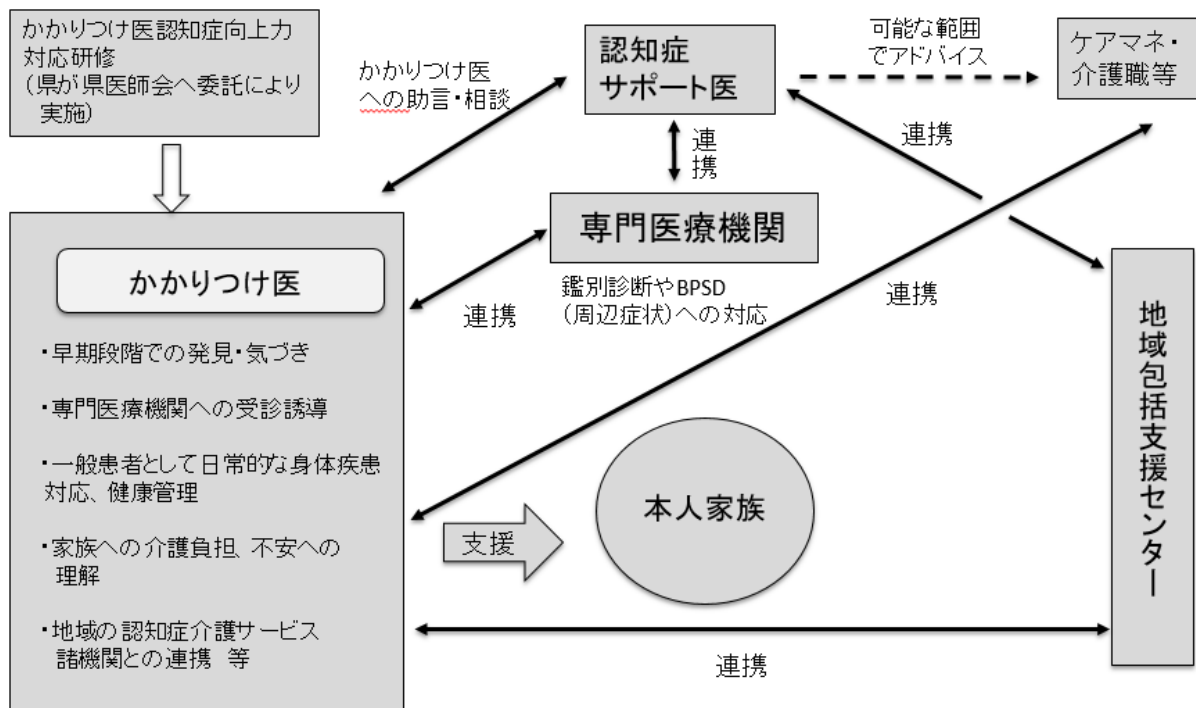 かかりつけ医認知症向上力
対応研修
(県が県医師会へ委託により
実施)
かかりつけ医
への助言・相談
認知症
サポート医
可能な範囲
でアドバイス
ケアマネ・
介護職等
連携
連
携
専門医療機関
鑑別診断やBPSD
(周辺症状)への対応
連携
連携
かかりつけ医
・早期段階での発見・気づき
・専門医療機関への受診誘導
・一般患者として日常的な身体疾患
対応、健康管理
・家族への介護負担、不安への
理解
・地域の認知症介護サービス
諸機関との連携 等
支援
本人家族
連携
地域包括支援センター